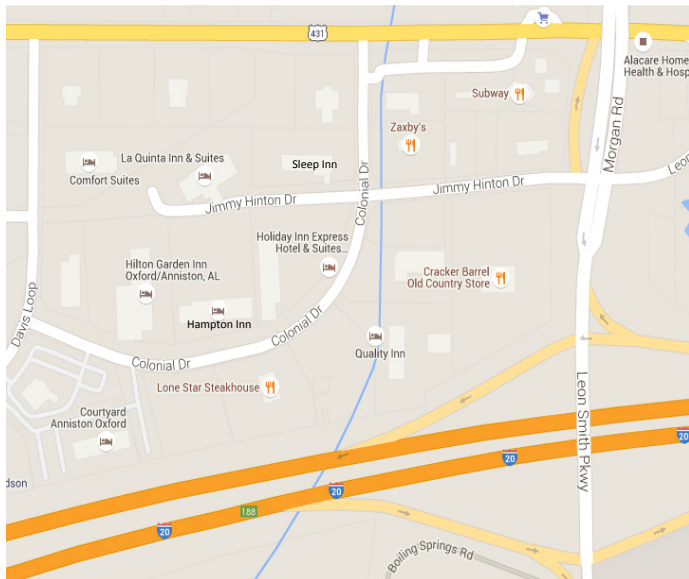 431
Alacare Home
Health & Hosp
Subway
Zaxby's
Morgan Rd
La Quinta Inn & Suites
Sleep Inn
Comfort Suites
Colonial Dr
Jimmy Hinton Dr
Jimmy Hinton Dr
Leon
Holiday Inn Express
Hotel & Suites...
Hilton Garden Inn
Oxford/Anniston, AL
Cracker Barrel
Old Country Store
Davis Loop
Hampton Inn
Colonial Dr
Quality Inn
Colonial Dr
Lone Star Steakhouse
Leon Smith Pkwy
Courtyard
Anniston Oxford
20
20
dson
20
188
20
Boiling Springs Rd